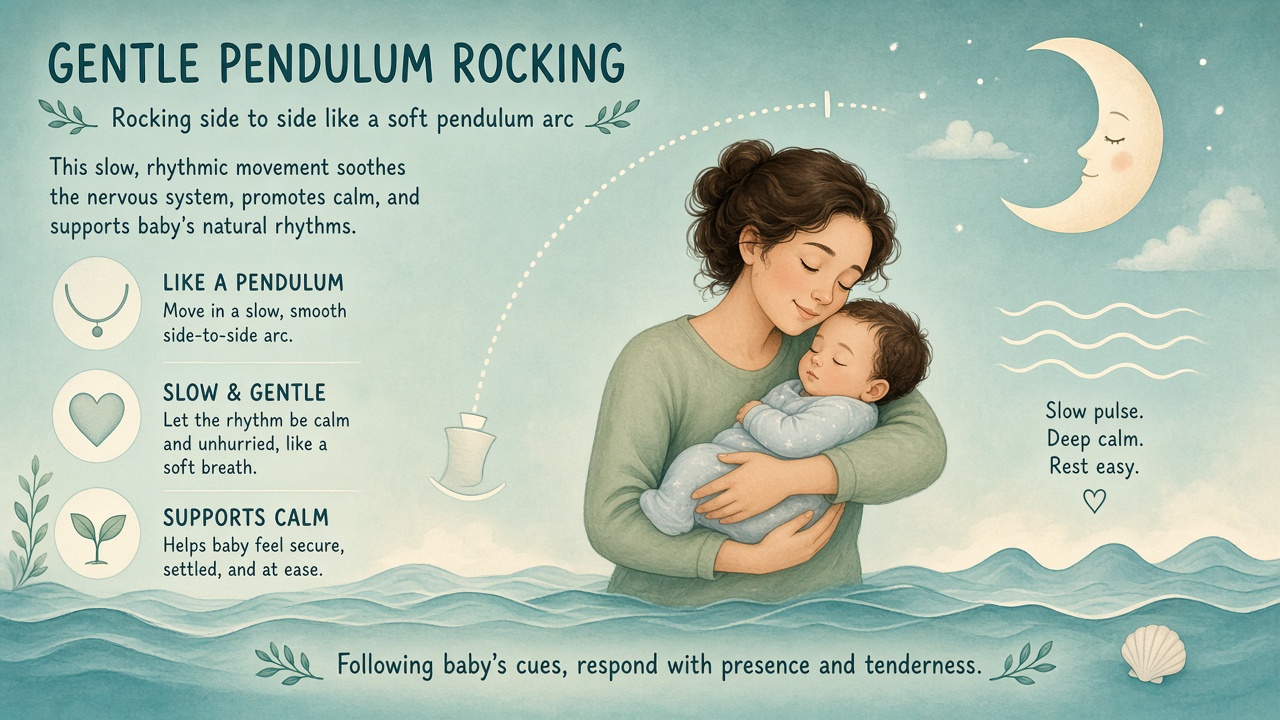 GENTLE PENDULUM ROCKING
Rocking side to side like a soft pendulum arc
This slow, rhythmic movement soothes
the nervous system, promotes calm, and
supports baby's natural rhythms.
LIKE A PENDULUM
Move in a slow, smooth
side-to-side arc.
SLOW & GENTLE
Let the rhythm be calm
and unhurried, like a
soft breath.
SUPPORTS CALM
Helps baby feel secure,
settled, and at ease.
Slow pulse.
Deep calm.
Rest easy.
Following baby's cues, respond with presence and tenderness.